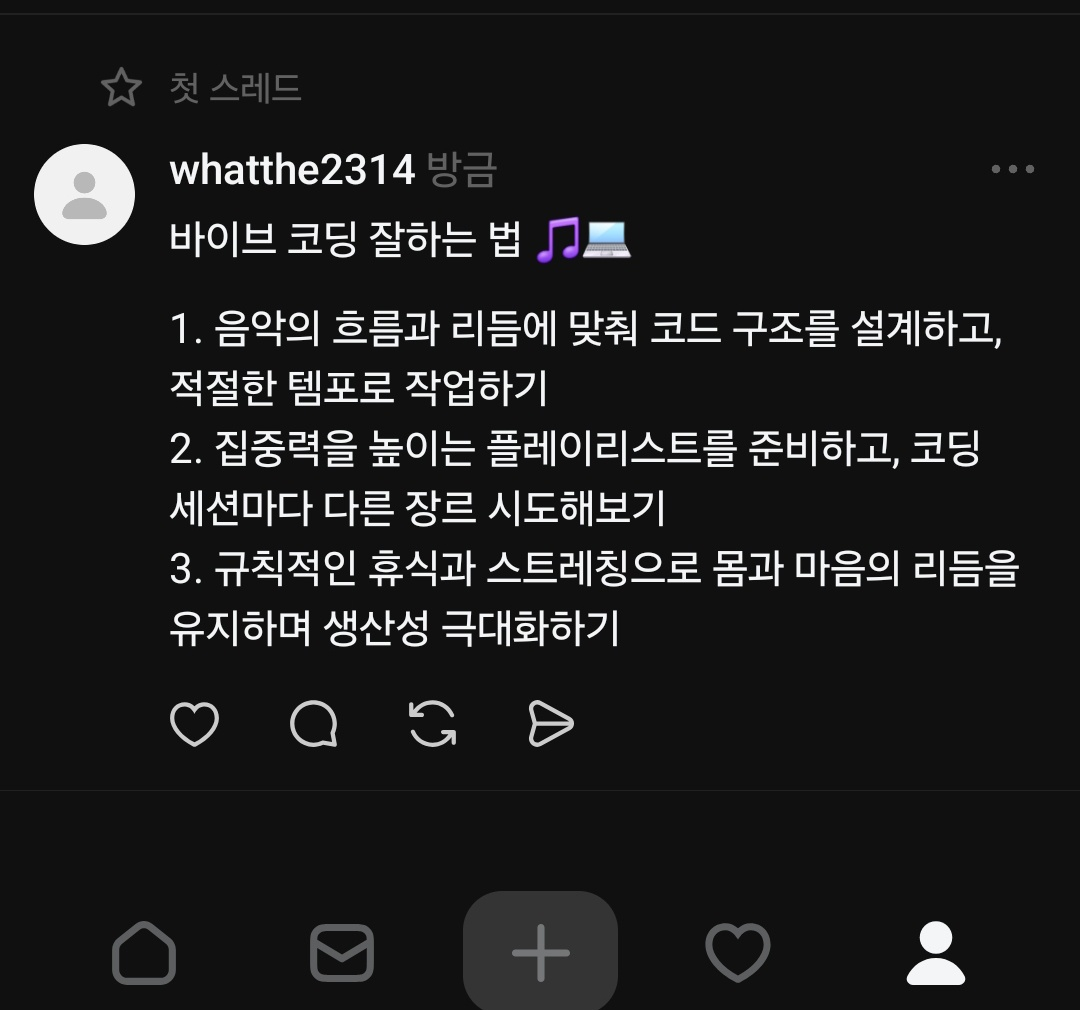 첫 스레드
whatthe2314 방금
바이브 코딩 잘하는 법 🎵💻
1. 음악의 흐름과 리듬에 맞춰 코드 구조를 설계하고,
적절한 템포로 작업하기
2. 집중력을 높이는 플레이리스트를 준비하고, 코딩
세션마다 다른 장르 시도해보기
3. 규칙적인 휴식과 스트레칭으로 몸과 마음의 리듬을
유지하며 생산성 극대화하기